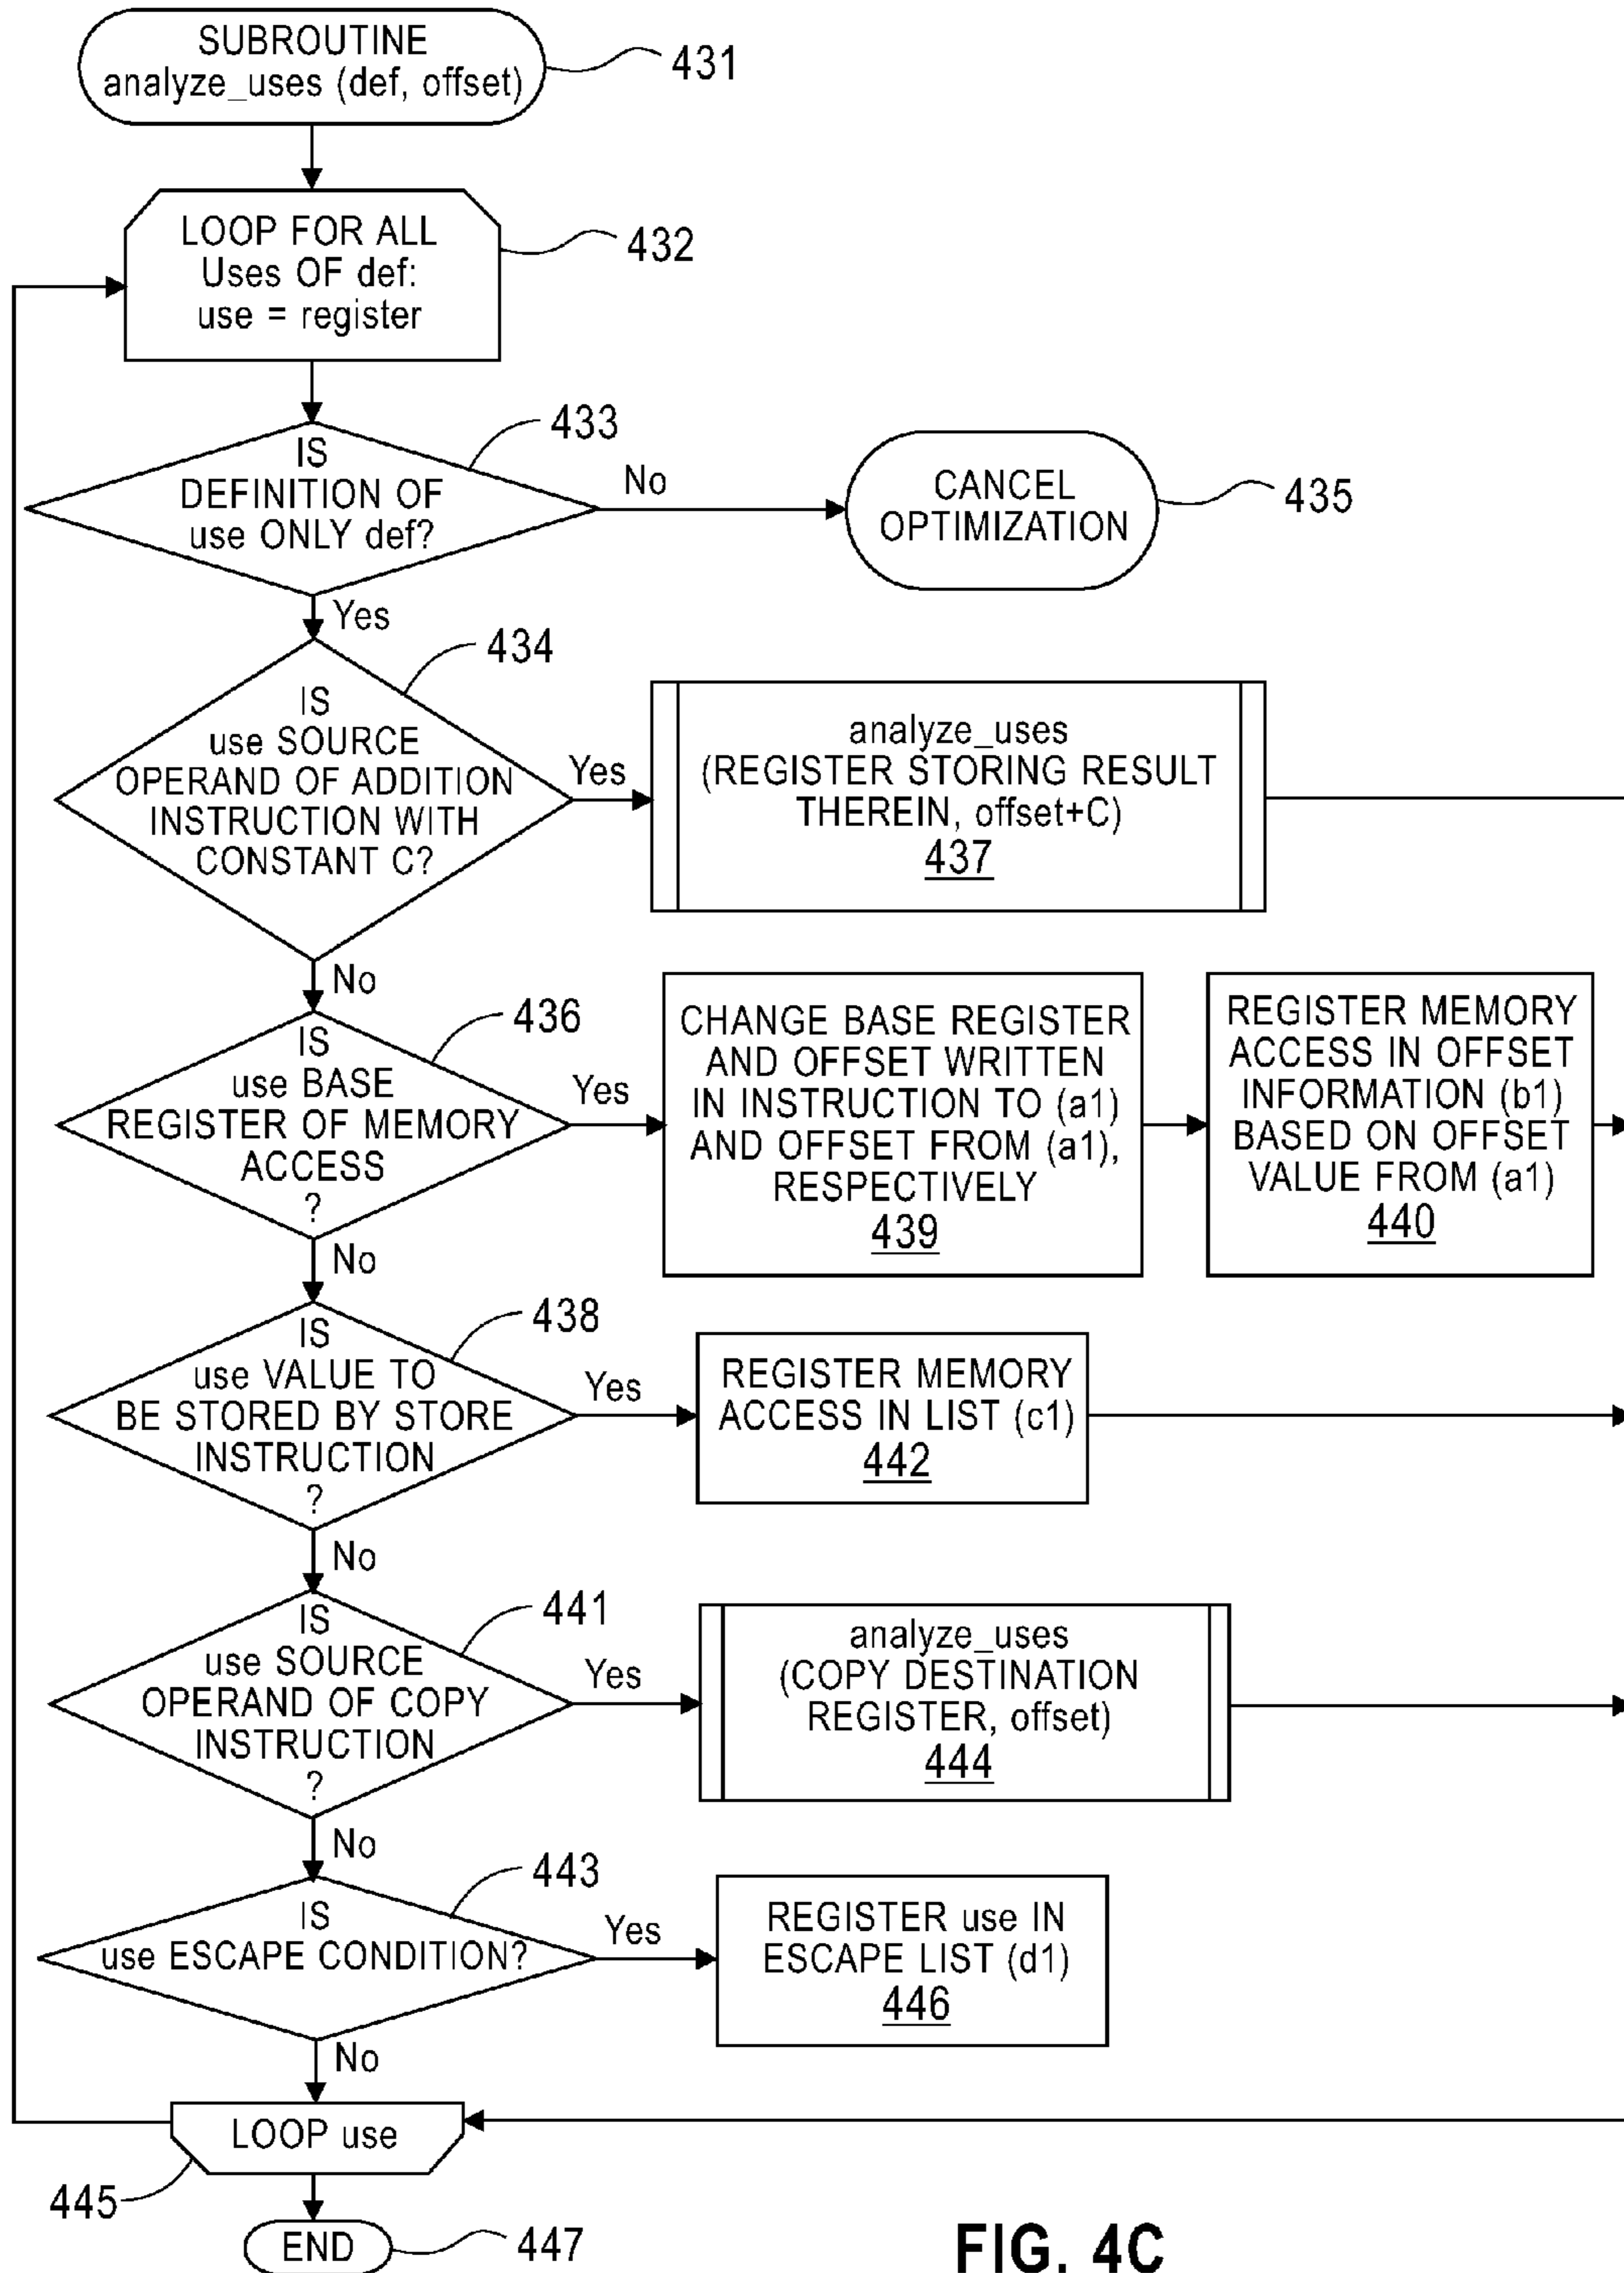 SUBROUTINE
analyze_uses (def, offset)
431
LOOP FOR ALL
Uses OF def:
use = register
432
IS
DEFINITION OF
use ONLY def?
433
No
CANCEL
OPTIMIZATION
435
Yes
434
IS
use SOURCE
OPERAND OF ADDITION
INSTRUCTION WITH
CONSTANT C?
Yes
analyze_uses
(REGISTER STORING RESULT
THEREIN, offset+C)
437
No
436
IS
use BASE
REGISTER OF MEMORY
ACCESS
?
Yes
CHANGE BASE REGISTER
AND OFFSET WRITTEN
IN INSTRUCTION TO (a1)
AND OFFSET FROM (a1),
RESPECTIVELY
439
REGISTER MEMORY
ACCESS IN OFFSET
INFORMATION (b1)
BASED ON OFFSET
VALUE FROM (a1)
440
No
438
IS
use VALUE TO
BE STORED BY STORE
INSTRUCTION
?
Yes
REGISTER MEMORY
ACCESS IN LIST (c1)
442
No
441
IS
use SOURCE
OPERAND OF COPY
INSTRUCTION
?
Yes
analyze_uses
(COPY DESTINATION
REGISTER, offset)
444
No
443
IS
use ESCAPE CONDITION?
Yes
REGISTER use IN
ESCAPE LIST (d1)
446
No
LOOP use
445
END
447
FIG. 4C